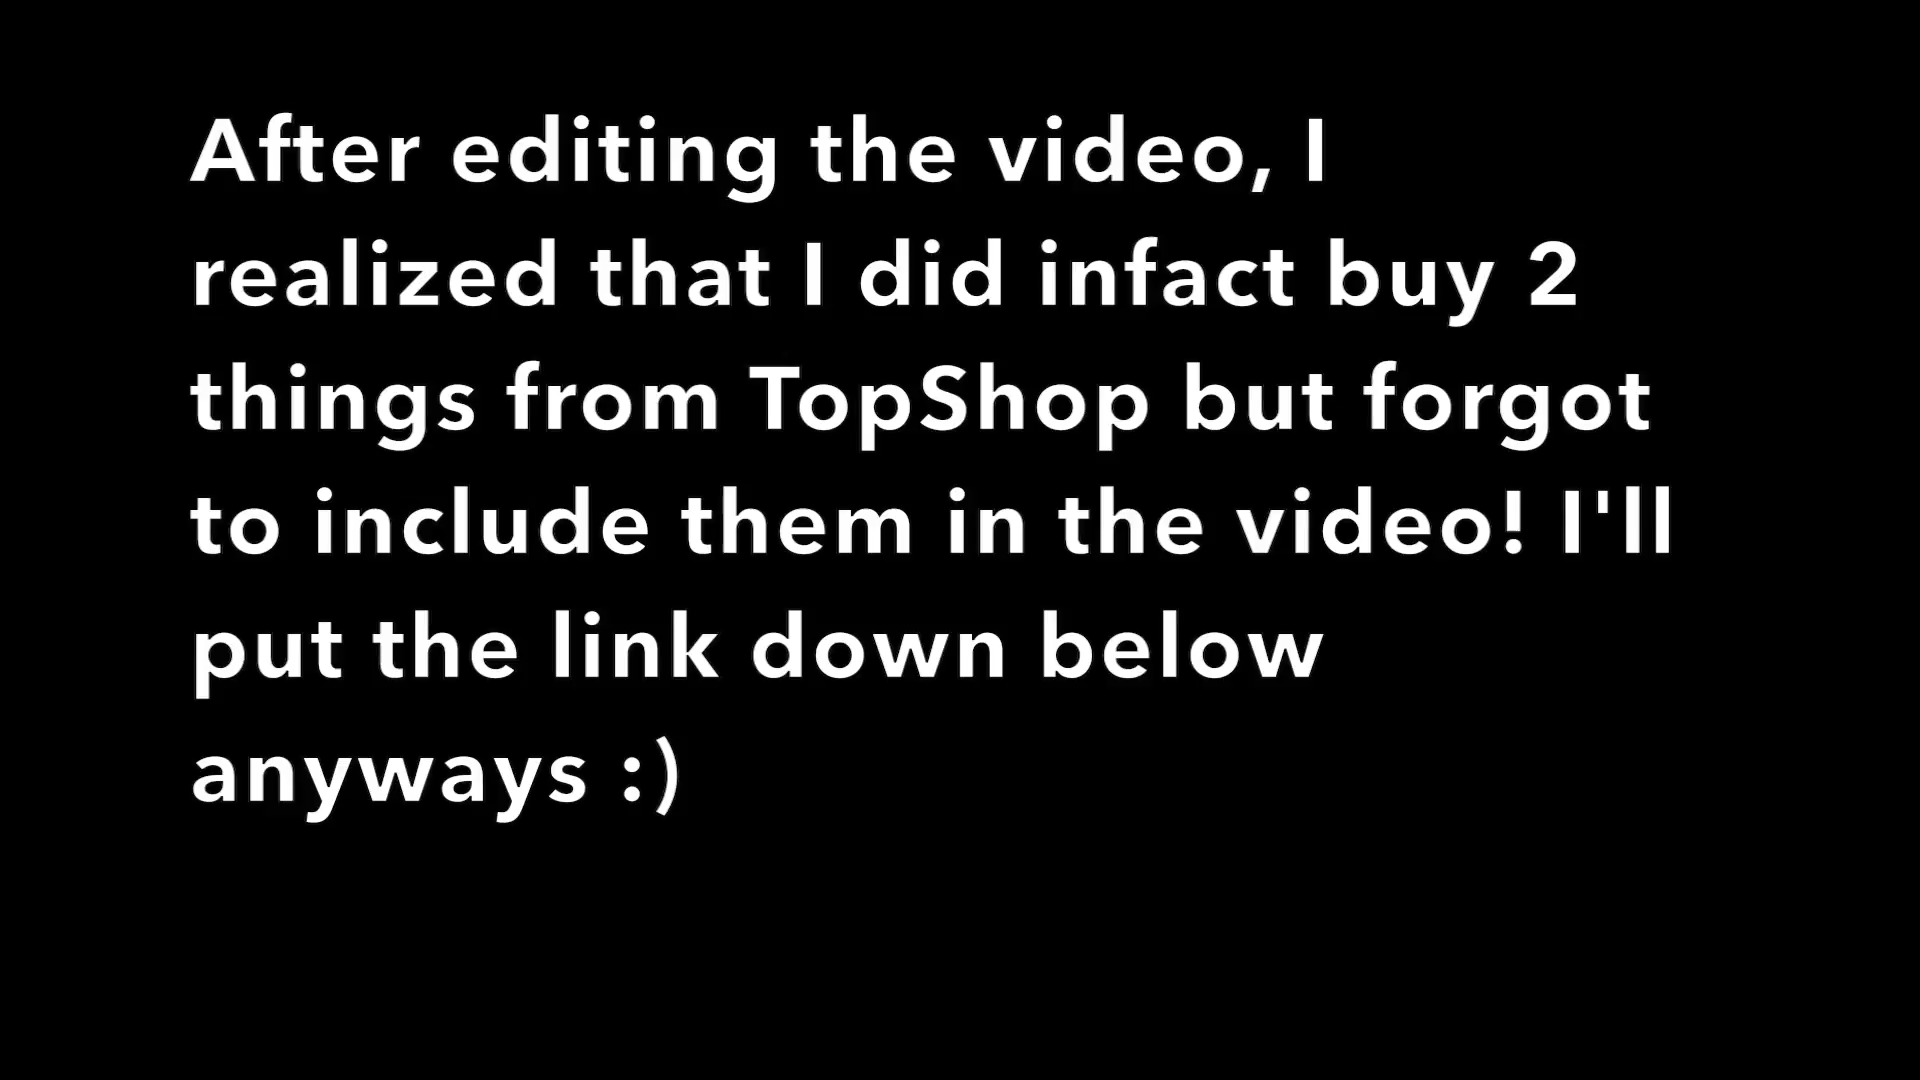 After editing the video, I
realized that I did infact buy 2
things from TopShop but forgot
to include them in the video! I'll
put the link down below
anyways :)